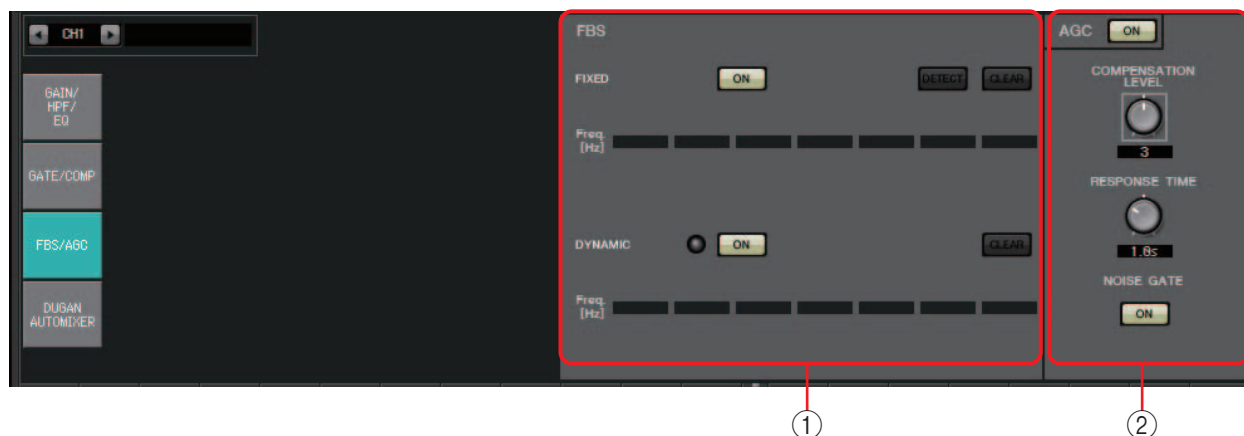 CH1
GAIN/
HPF/
EQ
GATE/COMP
FBS/AGC
DUGAN
AUTOMIXER
FBS
FIXED ON DETECT CLEAR
Freq.
[Hz]
DYNAMIC ON CLEAR
Freq.
[Hz]
AGC ON
COMPENSATION
LEVEL
3
RESPONSE TIME
1.0s
NOISE GATE
ON
① ②